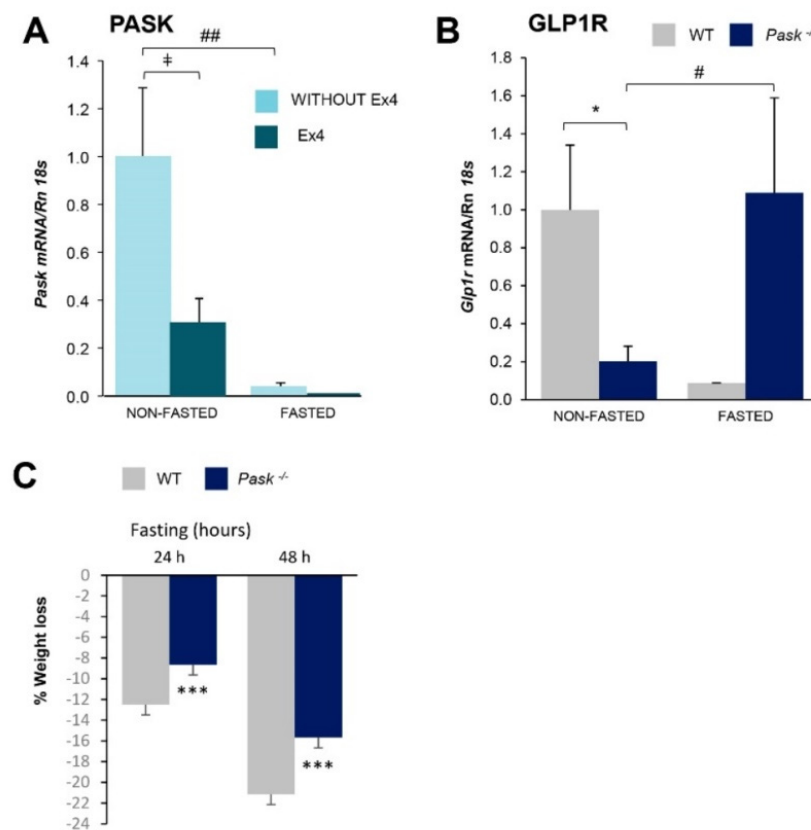 A PASK
##
ǂ
WITHOUT Ex4
Ex4
Pask mRNA/Rn 18s
1.4
1.2
1.0
0.8
0.6
0.4
0.2
0.0
NON-FASTED FASTED
B GLP1R
WT Pask -/-
#
*
Glp1r mRNA/Rn 18s
1.8
1.6
1.4
1.2
1.0
0.8
0.6
0.4
0.2
0.0
NON-FASTED FASTED
C
WT Pask -/-
Fasting (hours)
24 h 48 h
% Weight loss
0
-2
-4
-6
-8
-10
-12
-14
-16
-18
-20
-22
-24
***
***